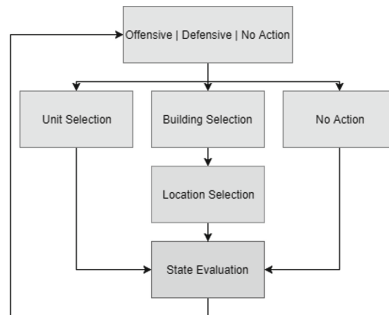 Offensive | Defensive | No Action
Unit Selection
Building Selection
No Action
Location Selection
State Evaluation